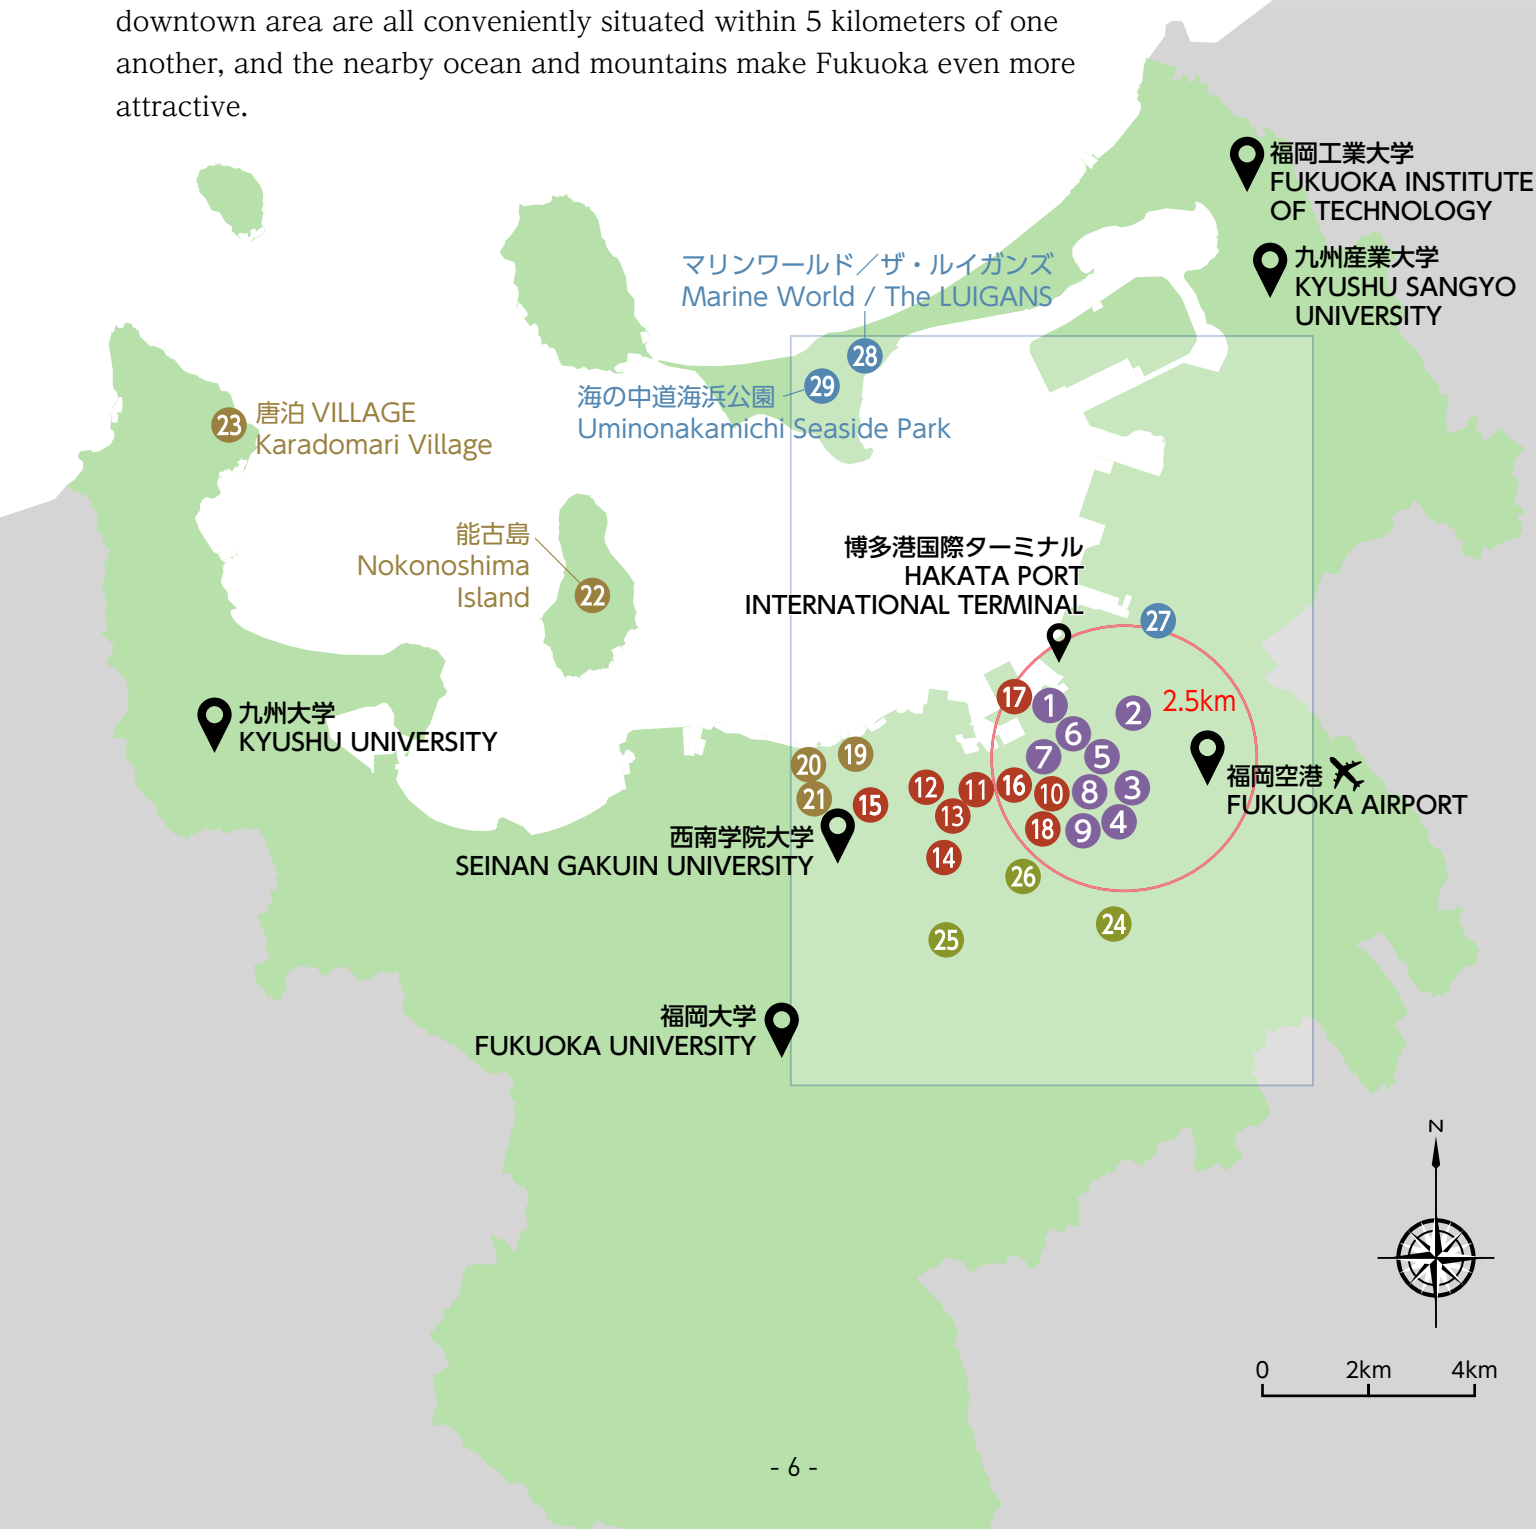 downtown area are all conveniently situated within 5 kilometers of one
another, and the nearby ocean and mountains make Fukuoka even more
attractive.
福岡工業大学
FUKUOKA INSTITUTE
OF TECHNOLOGY
九州産業大学
KYUSHU SANGYO
UNIVERSITY
マリンワールド／ザ・ルイガンズ
Marine World / The LUIGANS
28
29
海の中道海浜公園
Uminonakamichi Seaside Park
23
唐泊 VILLAGE
Karadomari Village
能古島
Nokonoshima
Island
22
博多港国際ターミナル
HAKATA PORT
INTERNATIONAL TERMINAL
27
2.5km
17
1
2
6
7
5
福岡空港
FUKUOKA AIRPORT
九州大学
KYUSHU UNIVERSITY
20
19
21
15
12
11
16
10
8
3
13
18
9
4
14
西南学院大学
SEINAN GAKUIN UNIVERSITY
26
24
25
福岡大学
FUKUOKA UNIVERSITY
N
0 2km 4km
- 6 -